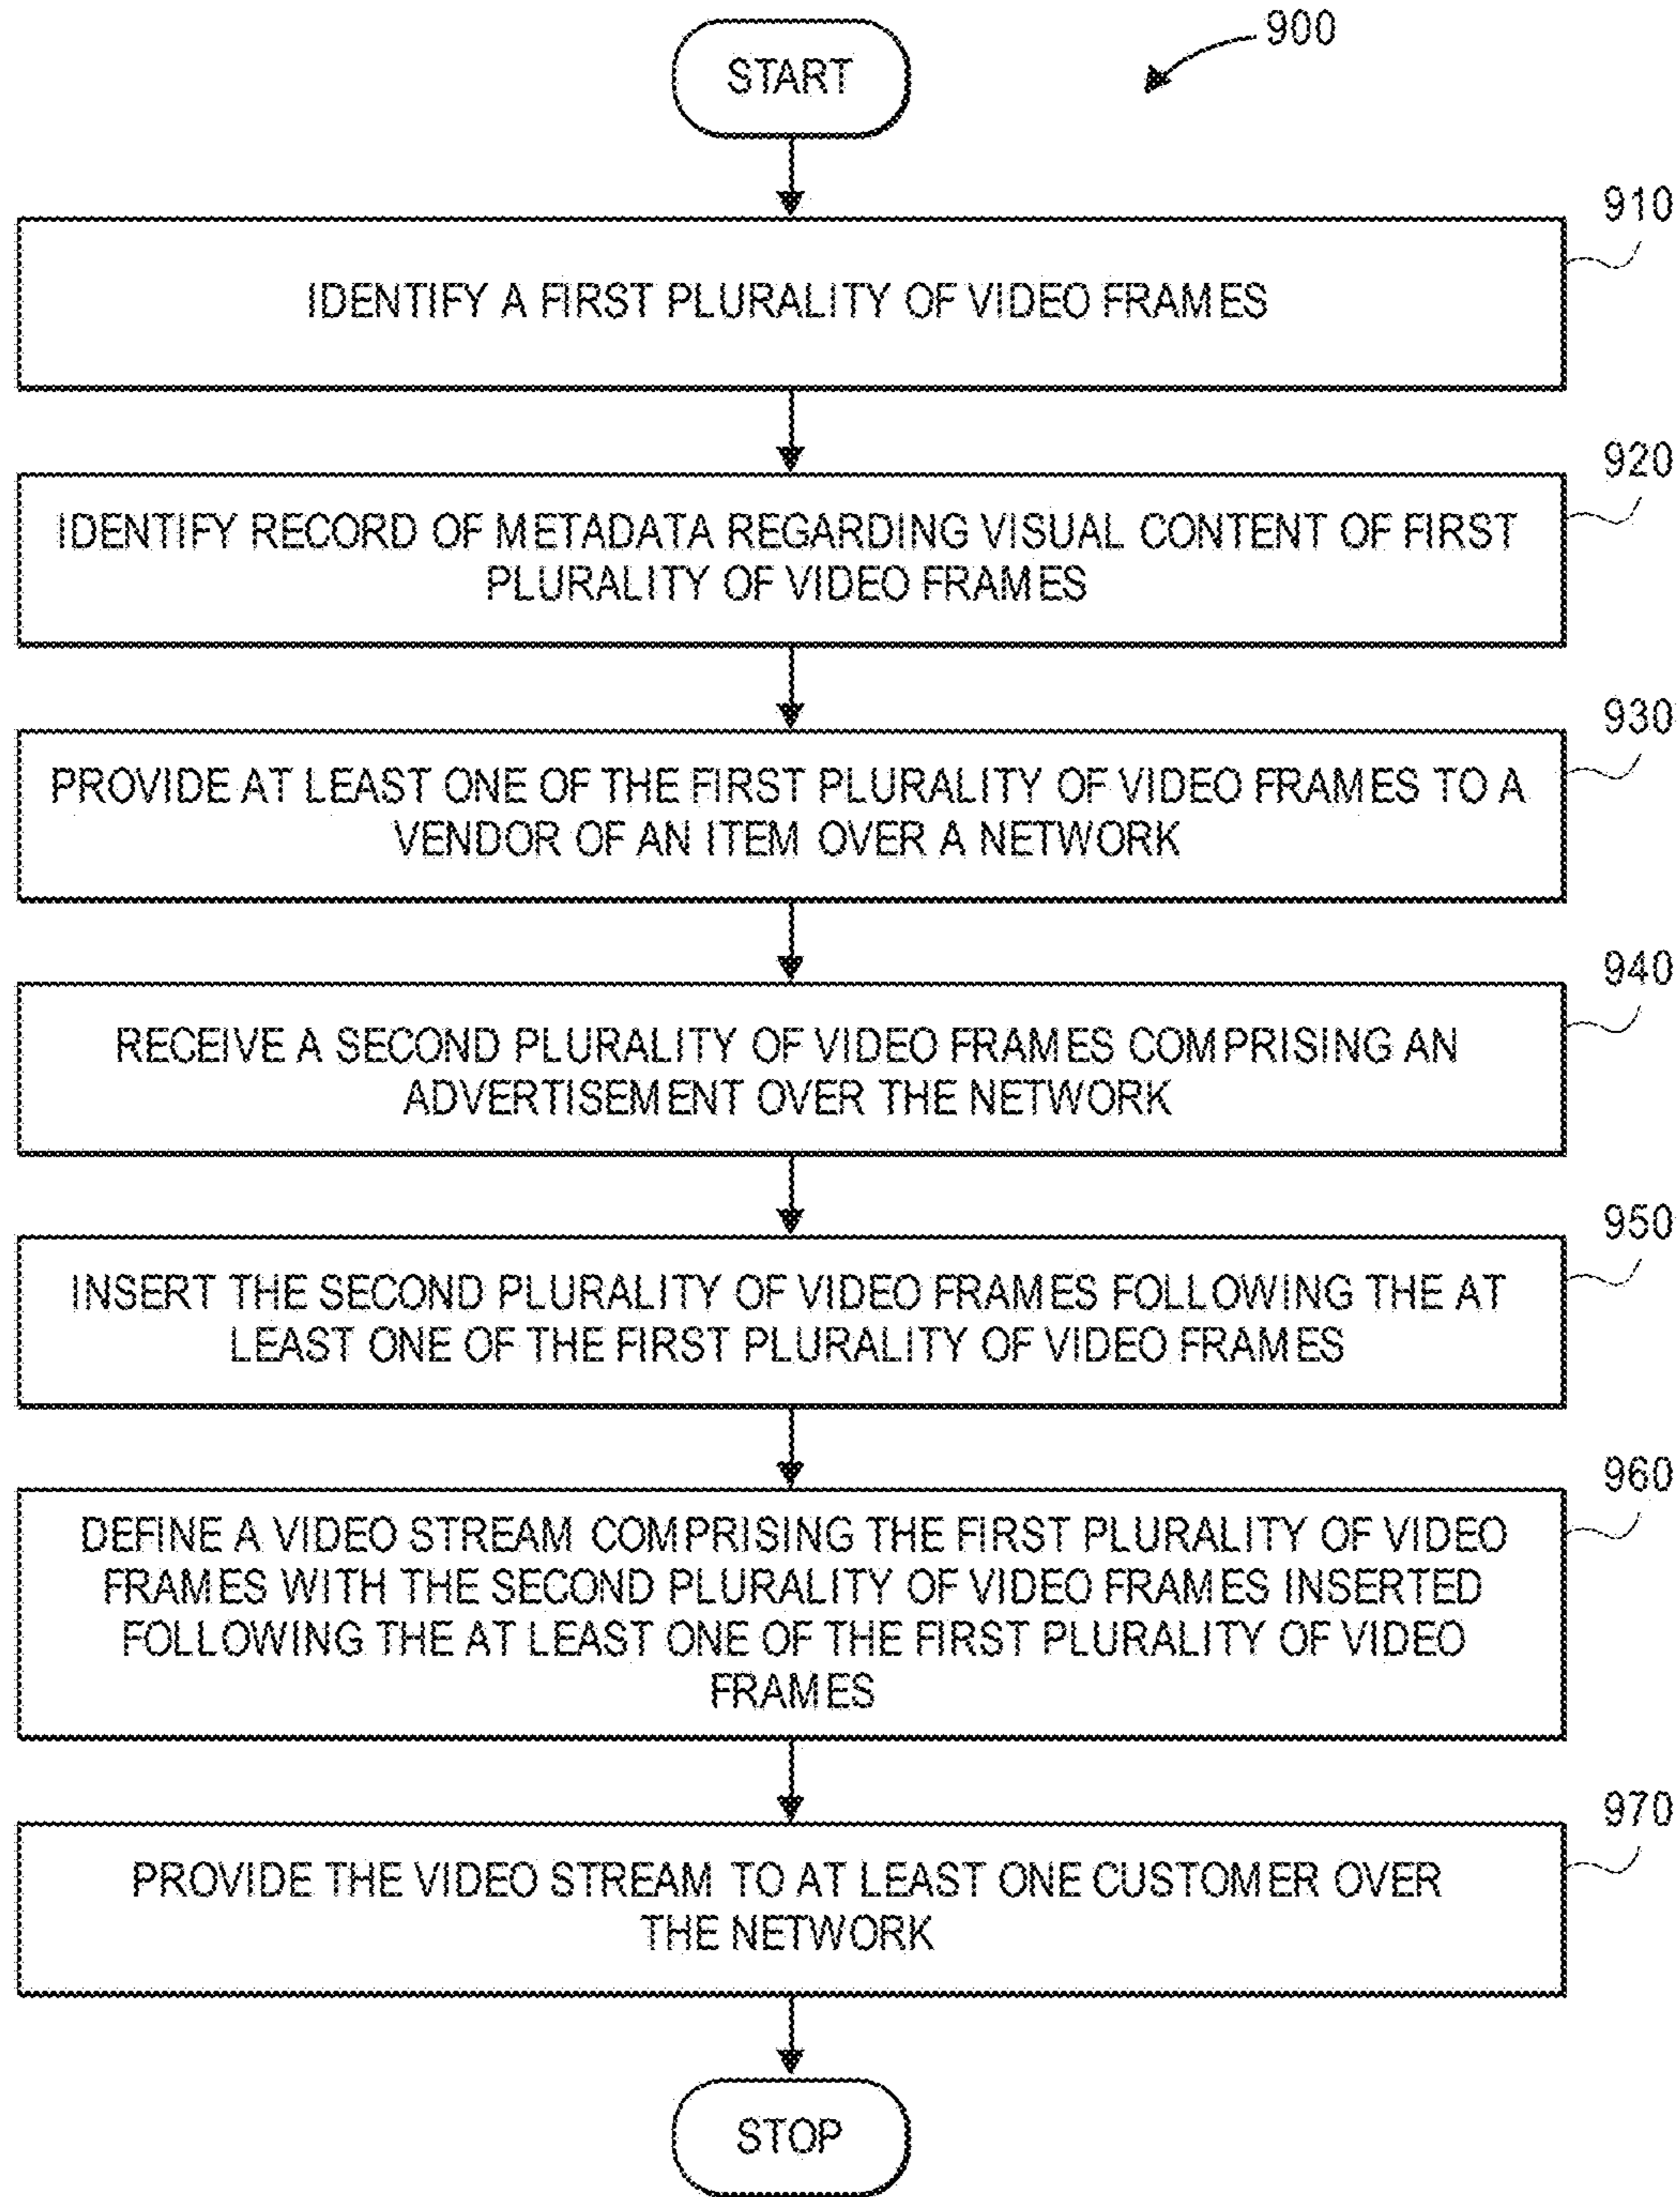 START
900
910
IDENTIFY A FIRST PLURALITY OF VIDEO FRAMES
920
IDENTIFY RECORD OF METADATA REGARDING VISUAL CONTENT OF FIRST
PLURALITY OF VIDEO FRAMES
930
PROVIDE AT LEAST ONE OF THE FIRST PLURALITY OF VIDEO FRAMES TO A
VENDOR OF AN ITEM OVER A NETWORK
940
RECEIVE A SECOND PLURALITY OF VIDEO FRAMES COMPRISING AN
ADVERTISEMENT OVER THE NETWORK
950
INSERT THE SECOND PLURALITY OF VIDEO FRAMES FOLLOWING THE AT
LEAST ONE OF THE FIRST PLURALITY OF VIDEO FRAMES
960
DEFINE A VIDEO STREAM COMPRISING THE FIRST PLURALITY OF VIDEO
FRAMES WITH THE SECOND PLURALITY OF VIDEO FRAMES INSERTED
FOLLOWING THE AT LEAST ONE OF THE FIRST PLURALITY OF VIDEO
FRAMES
970
PROVIDE THE VIDEO STREAM TO AT LEAST ONE CUSTOMER OVER
THE NETWORK
STOP